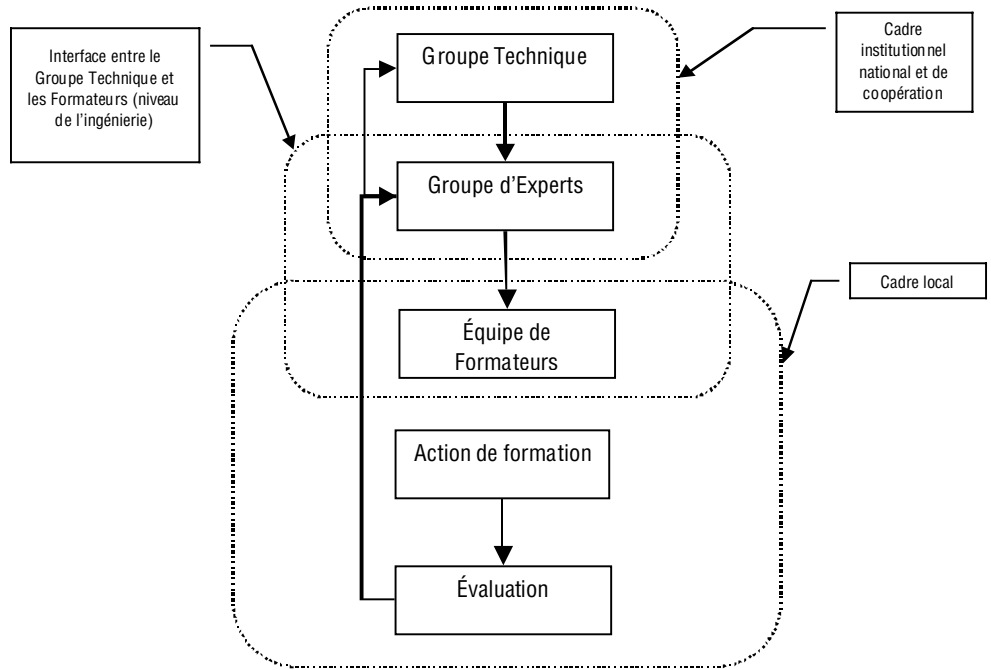 Interface entre le
Groupe Technique et
les Formateurs (niveau
de l'ingénierie)
Groupe Technique
Cadre
institutionnel
national et de
coopération
Groupe d'Experts
Cadre local
Équipe de
Formateurs
Action de formation
Évaluation